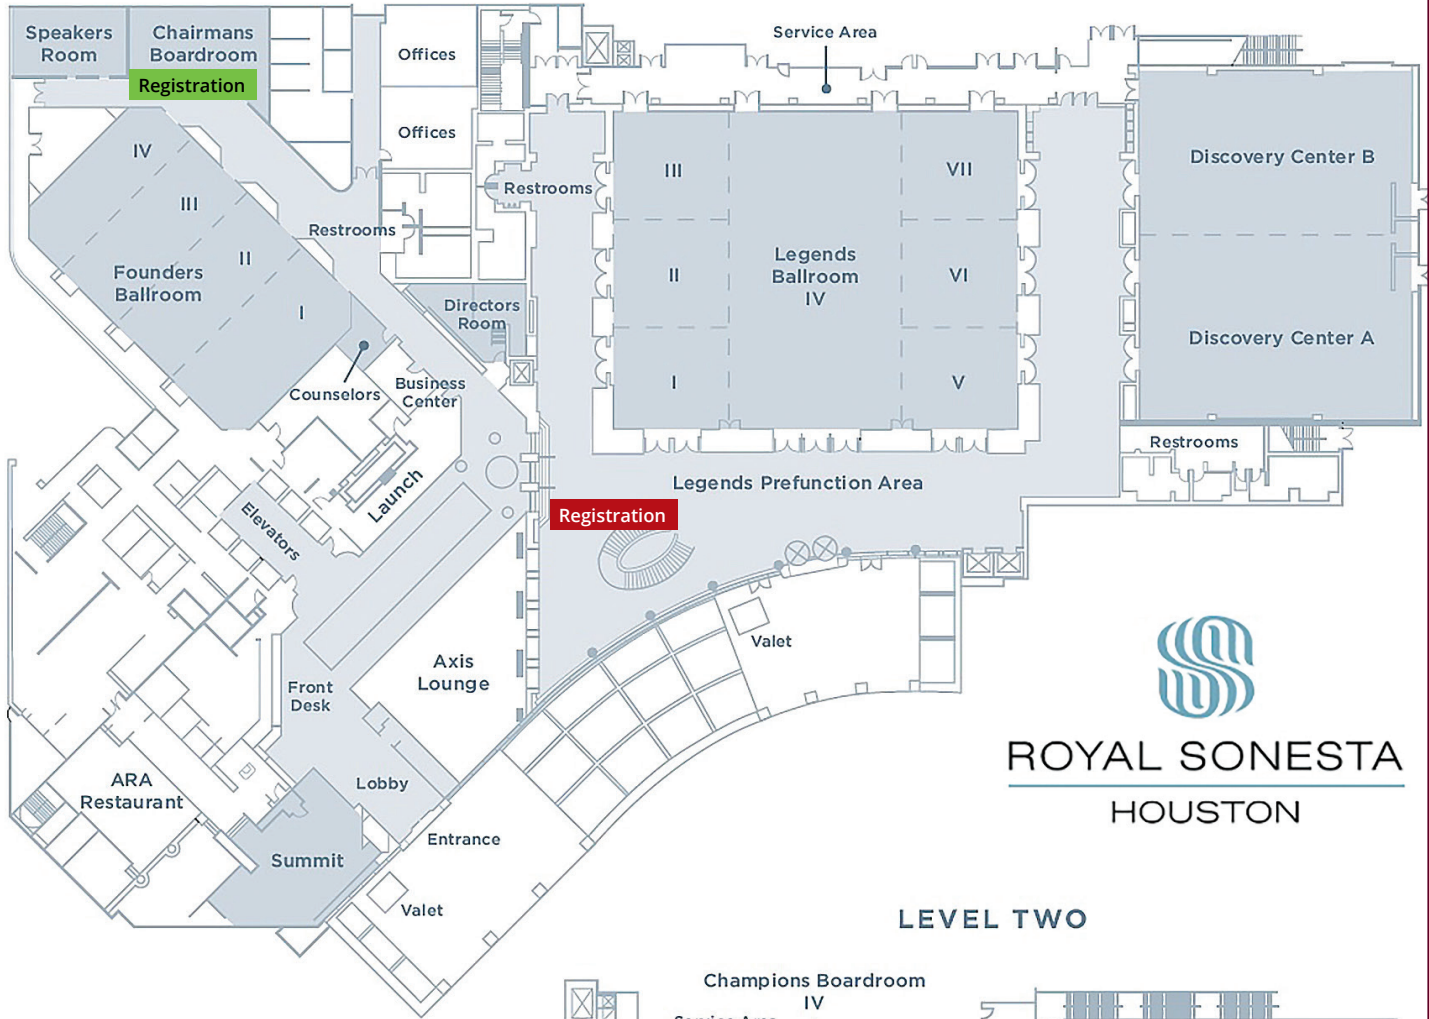 Speakers
Room
Chairmans
Boardroom
Registration
Offices
Offices
Service Area
Restrooms
Restrooms
IV
III
II
I
Founders
Ballroom
Counselors
Directors
Room
Business
Center
Launch
Elevators
III
II
I
Legends
Ballroom
IV
VII
VI
V
Discovery Center B
Discovery Center A
Restrooms
Legends Prefunction Area
Registration
Valet
Axis
Lounge
Front
Desk
Lobby
ARA
Restaurant
Summit
Entrance
Valet
ROYAL SONESTA
HOUSTON
LEVEL TWO
Champions Boardroom
IV
Service Area